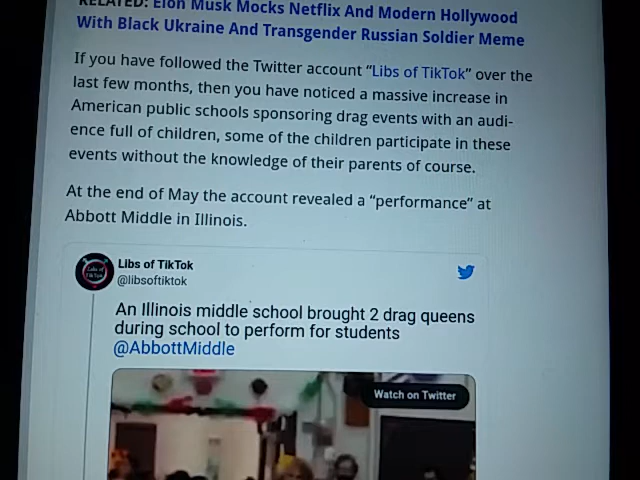 RELATED: Elon Musk Mocks Netflix And Modern Hollywood
With Black Ukraine And Transgender Russian Soldier Meme
If you have followed the Twitter account “Libs of TikTok” over the
last few months, then you have noticed a massive increase in
American public schools sponsoring drag events with an audi-
ence full of children, some of the children participate in these
events without the knowledge of their parents of course.
At the end of May the account revealed a “performance” at
Abbott Middle in Illinois.
Libs of TikTok
@libsoftiktok
An Illinois middle school brought 2 drag queens
during school to perform for students
@AbbottMiddle
Watch on Twitter